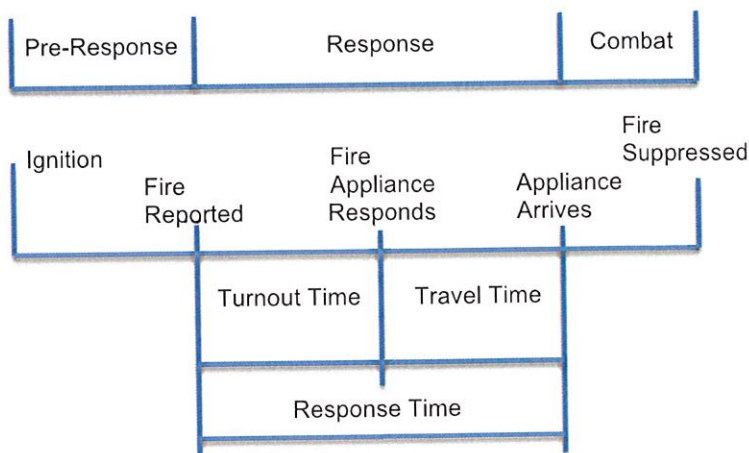 Pre-Response
Response
Combat
Ignition
Fire
Reported
Fire
Appliance
Responds
Appliance
Arrives
Fire
Suppressed
Turnout Time
Travel Time
Response Time